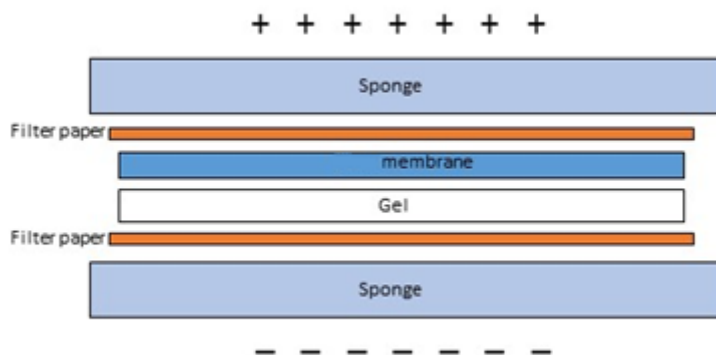 + + + + + + +
Sponge
Filter paper
membrane
Gel
Filter paper
Sponge
− − − − − − −